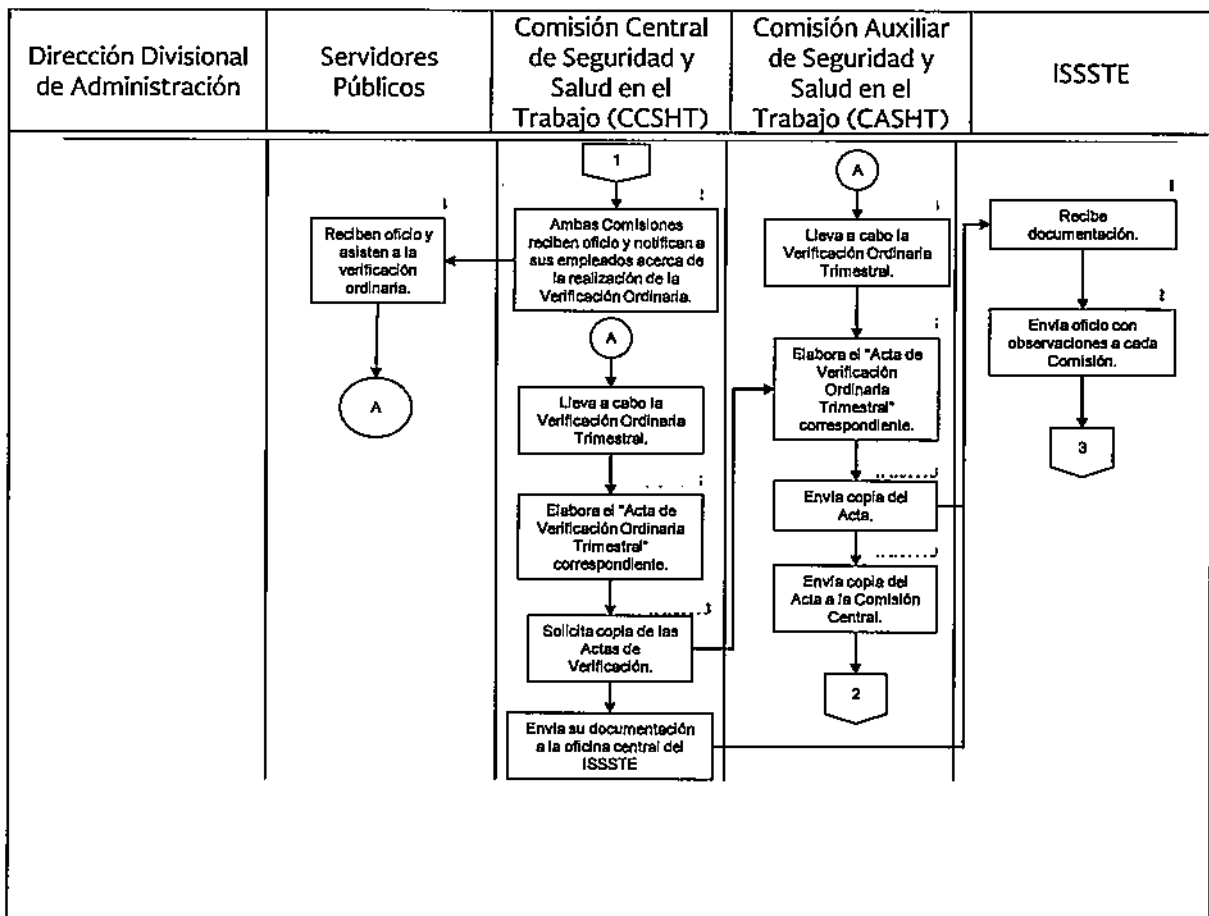 Dirección Divisional
de Administración
Servidores
Públicos
Comisión Central
de Seguridad y
Salud en el
Trabajo (CCSHT)
Comisión Auxiliar
de Seguridad y
Salud en el
Trabajo (CASHT)
ISSSTE
Reciben oficio y
asisten a la
verificación
ordinaria.
A
1
Ambas Comisiones
reciben oficio y notifican a
sus empleados acerca de
la realización de la
Verificación Ordinaria.
A
Lleva a cabo la
Verificación Ordinaria
Trimestral.
Elabora el "Acta de
Verificación Ordinaria
Trimestral"
correspondiente.
Solicita copia de las
Actas de
Verificación.
Envía su documentación
a la oficina central del
ISSSTE
A
Lleva a cabo la
Verificación Ordinaria
Trimestral.
Elabora el "Acta de
Verificación
Ordinaria
Trimestral"
correspondiente.
Envía copia del
Acta.
Envía copia del
Acta a la Comisión
Central.
2
Recibe
documentación.
Envía oficio con
observaciones a cada
Comisión.
3